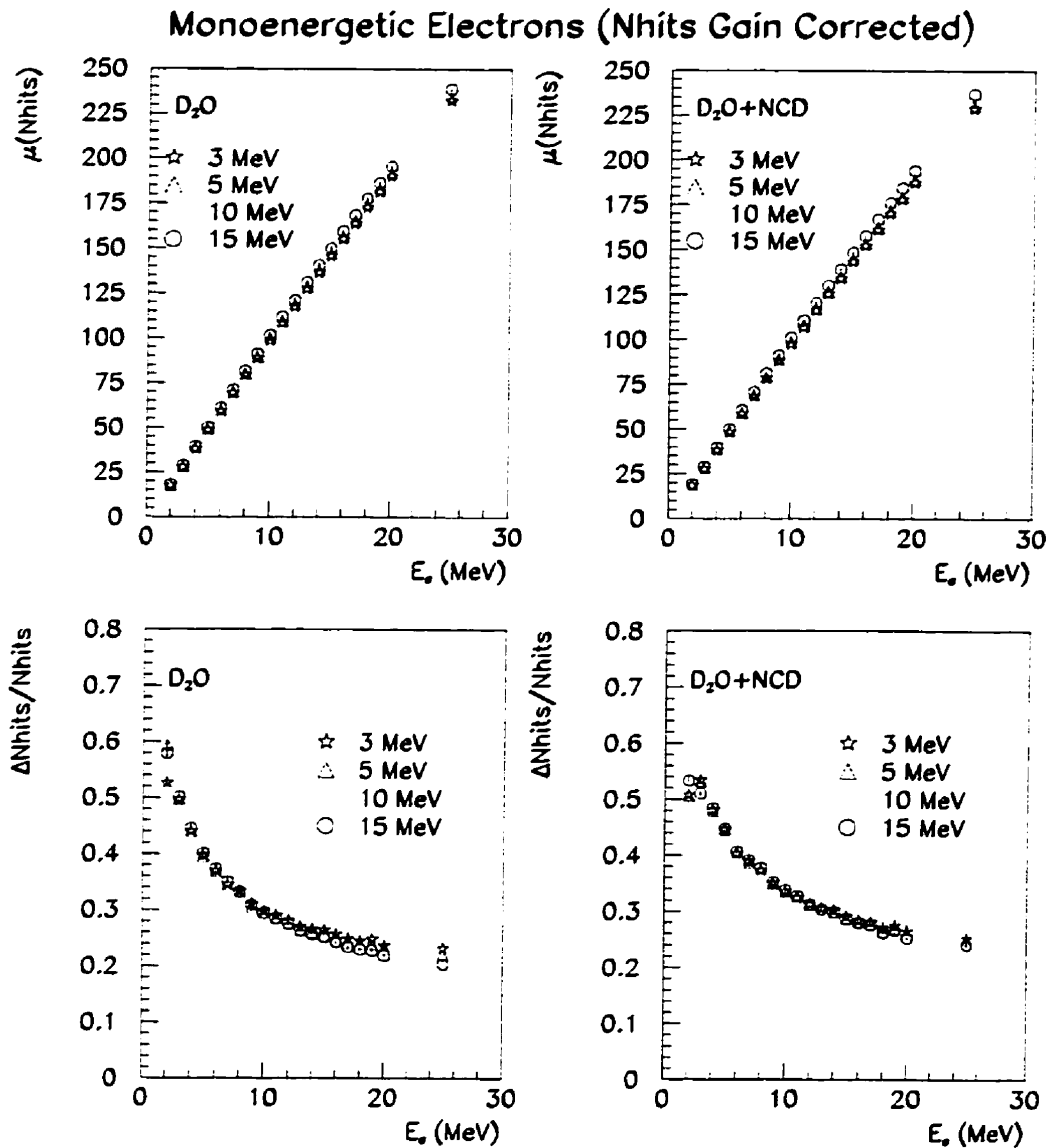 Monoenergetic Electrons (Nhits Gain Corrected)
μ(Nhits)
250
225
200
175
150
125
100
75
50
25
0
D₂O
3 MeV
5 MeV
10 MeV
15 MeV
0 10 20 30
Eₑ (MeV)
μ(Nhits)
250
225
200
175
150
125
100
75
50
25
0
D₂O+NCD
3 MeV
5 MeV
10 MeV
15 MeV
0 10 20 30
Eₑ (MeV)
ΔNhits/Nhits
0.8
0.7
0.6
0.5
0.4
0.3
0.2
0.1
0
D₂O
3 MeV
5 MeV
10 MeV
15 MeV
0 10 20 30
Eₑ (MeV)
ΔNhits/Nhits
0.8
0.7
0.6
0.5
0.4
0.3
0.2
0.1
0
D₂O+NCD
3 MeV
5 MeV
10 MeV
15 MeV
0 10 20 30
Eₑ (MeV)